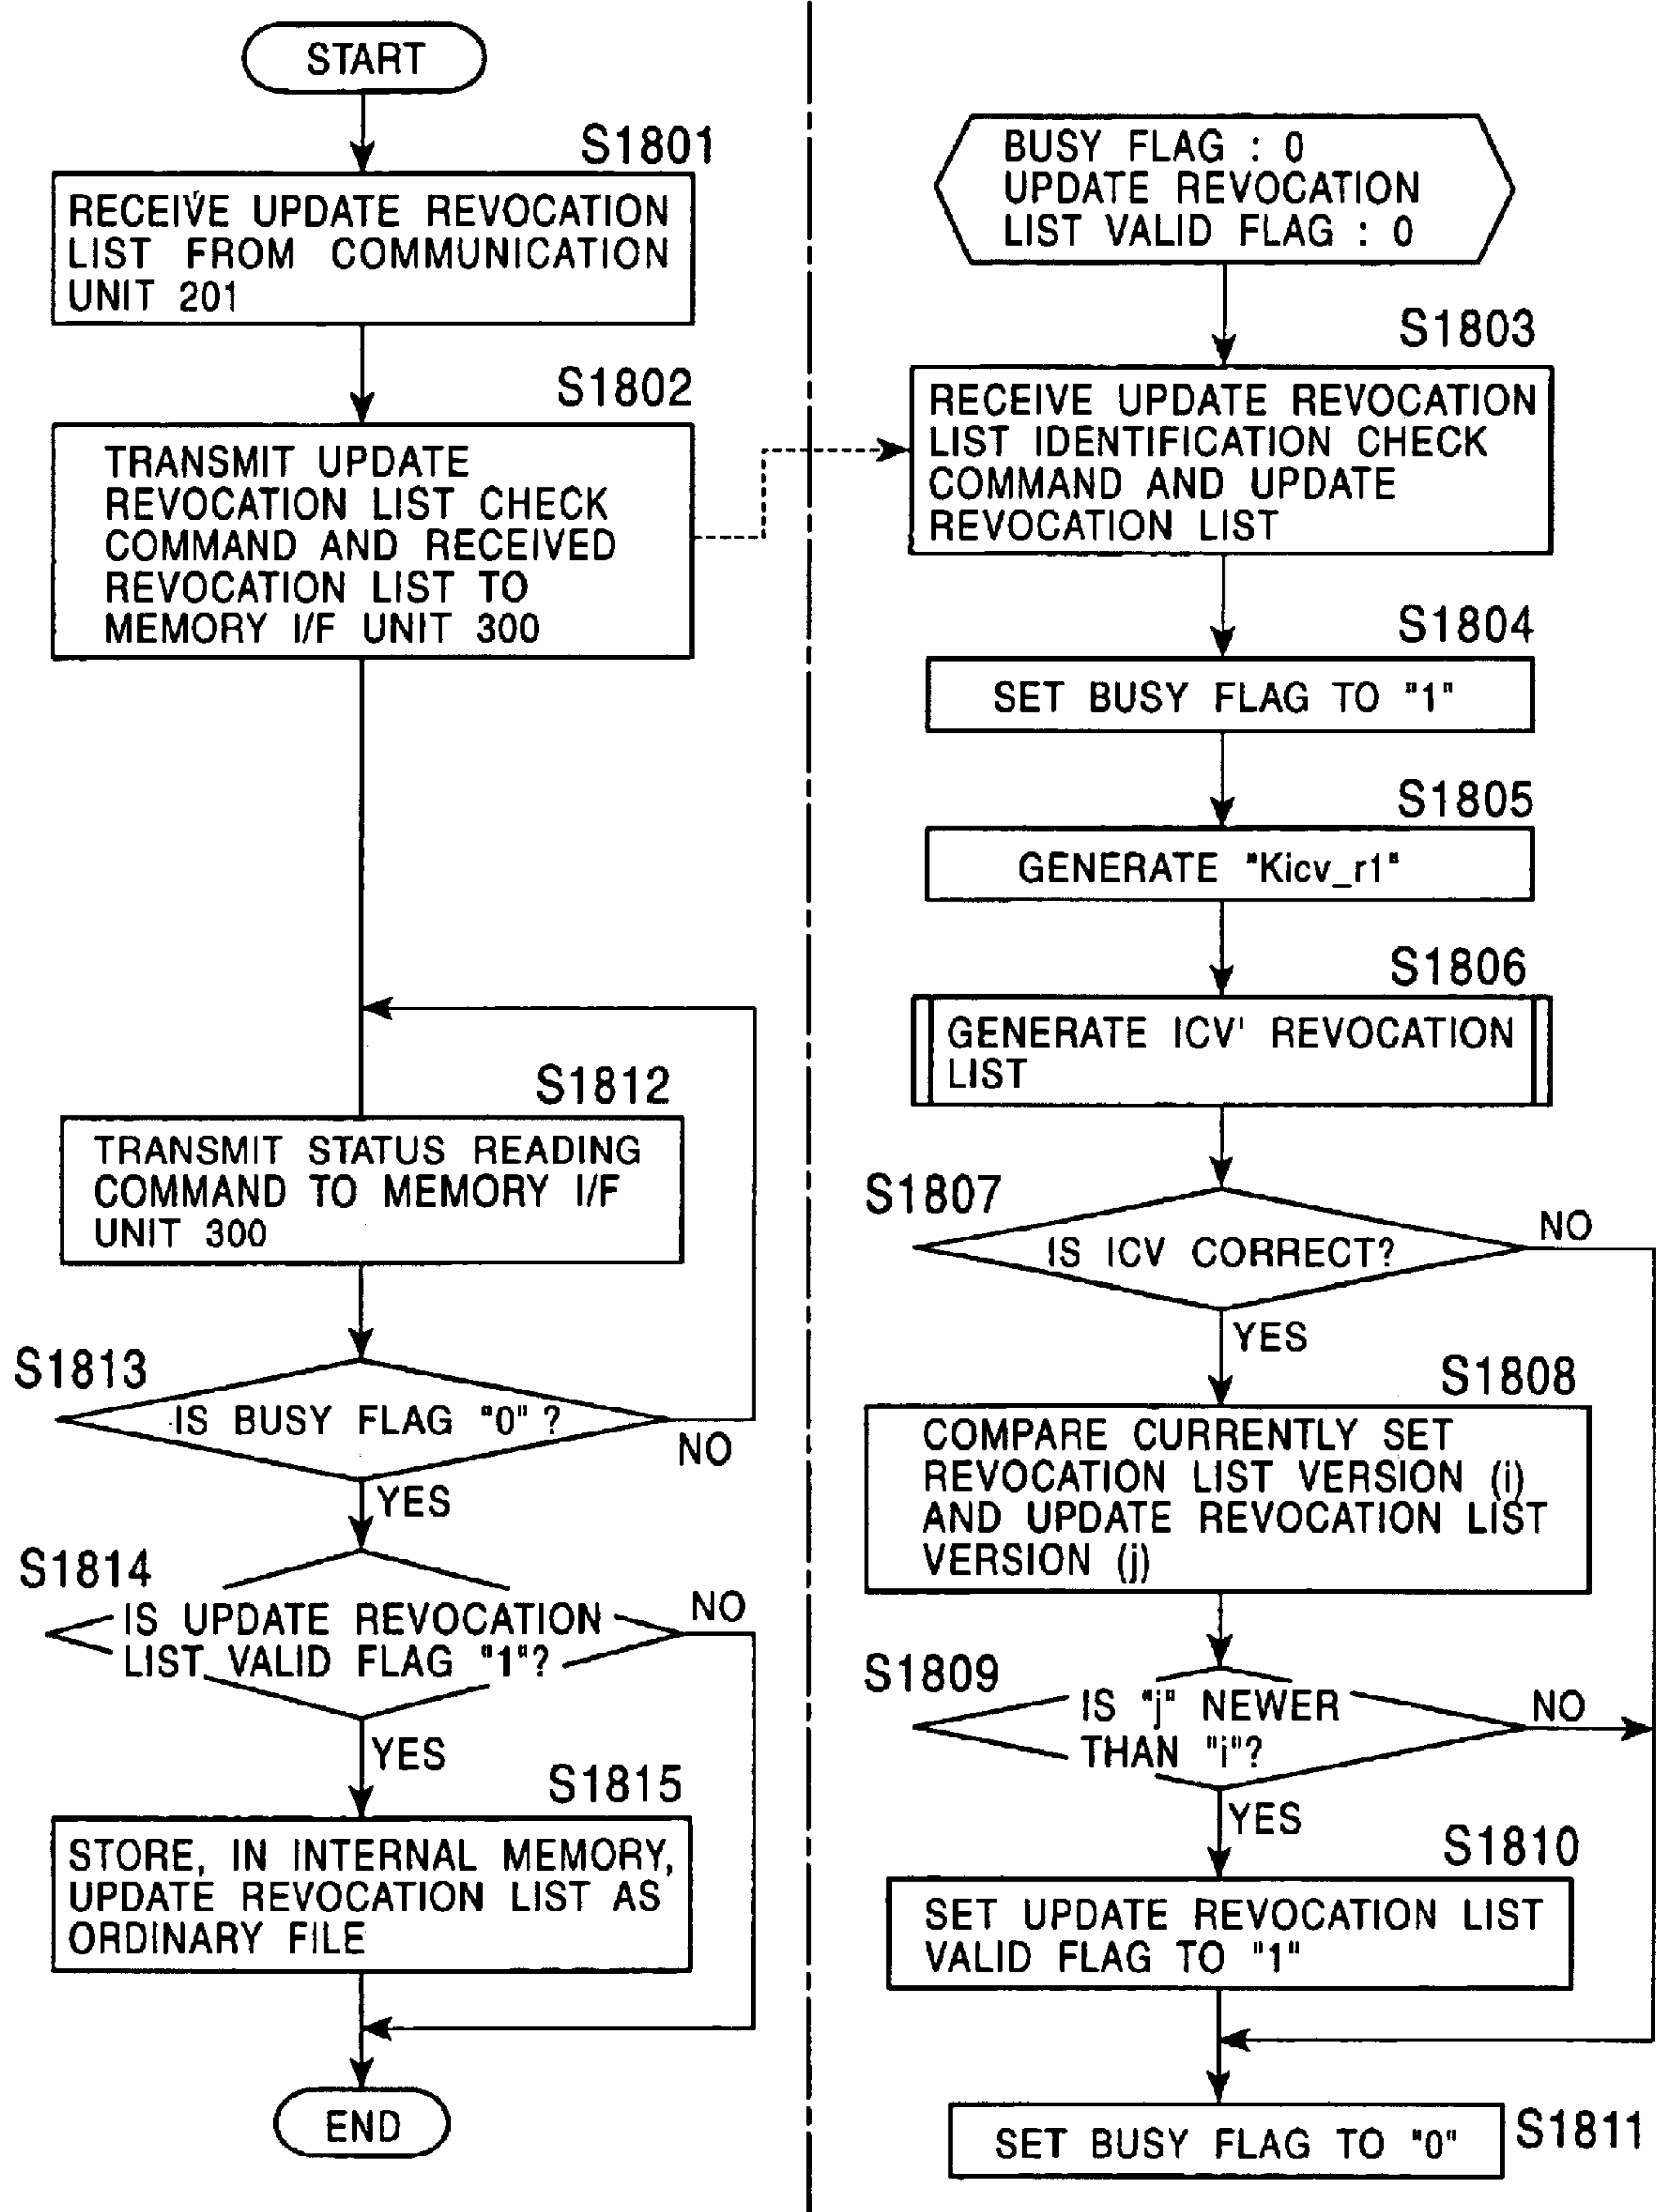 START
S1801
RECEIVE UPDATE REVOCATION
LIST FROM COMMUNICATION
UNIT 201
S1802
TRANSMIT UPDATE
REVOCATION LIST CHECK
COMMAND AND RECEIVED
REVOCATION LIST TO
MEMORY I/F UNIT 300
S1812
TRANSMIT STATUS READING
COMMAND TO MEMORY I/F
UNIT 300
S1813
IS BUSY FLAG "0" ?
NO
YES
S1814
IS UPDATE REVOCATION
LIST VALID FLAG "1"?
NO
YES
S1815
STORE, IN INTERNAL MEMORY,
UPDATE REVOCATION LIST AS
ORDINARY FILE
END
BUSY FLAG : 0
UPDATE REVOCATION
LIST VALID FLAG : 0
S1803
RECEIVE UPDATE REVOCATION
LIST IDENTIFICATION CHECK
COMMAND AND UPDATE
REVOCATION LIST
S1804
SET BUSY FLAG TO "1"
S1805
GENERATE "Kicv_r1"
S1806
GENERATE ICV' REVOCATION
LIST
S1807
IS ICV CORRECT?
NO
YES
S1808
COMPARE CURRENTLY SET
REVOCATION LIST VERSION (i)
AND UPDATE REVOCATION LIST
VERSION (j)
S1809
IS "j" NEWER
THAN "i"?
NO
YES
S1810
SET UPDATE REVOCATION LIST
VALID FLAG TO "1"
SET BUSY FLAG TO "0"
S1811